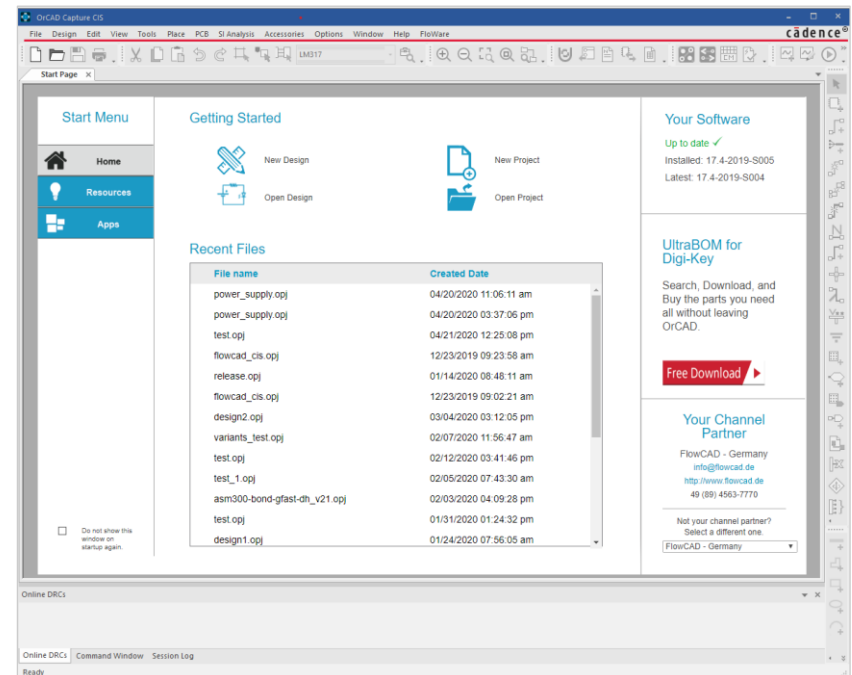 OrCAD Capture CIS
File Design Edit View Tools Place PCB SI Analysis Accessories Options Window Help FloWare
cādence®
LM317
Start Page
Start Menu
Home
Resources
Apps
Do not show this
window on
startup again.
Getting Started
New Design
New Project
Open Design
Open Project
Recent Files
File name Created Date
power_supply.opj 04/20/2020 11:06:11 am
power_supply.opj 04/20/2020 03:37:06 pm
test.opj 04/21/2020 12:25:08 pm
flowcad_cis.opj 12/23/2019 09:23:58 am
release.opj 01/14/2020 08:48:11 am
flowcad_cis.opj 12/23/2019 09:02:21 am
design2.opj 03/04/2020 03:12:05 pm
variants_test.opj 02/07/2020 11:56:47 am
test.opj 02/12/2020 03:41:46 pm
test_1.opj 02/05/2020 07:43:30 am
asm300-bond-gfast-dh_v21.opj 02/03/2020 04:09:28 pm
test.opj 01/31/2020 01:24:32 pm
design1.opj 01/24/2020 07:56:05 am
Your Software
Up to date ✓
Installed: 17.4-2019-S005
Latest: 17.4-2019-S004
UltraBOM for
Digi-Key
Search, Download, and
Buy the parts you need
all without leaving
OrCAD.
Free Download
Your Channel
Partner
FlowCAD - Germany
info@flowcad.de
http://www.flowcad.de
49 (89) 4563-7770
Not your channel partner?
Select a different one.
FlowCAD - Germany
Online DRCs
Online DRCs Command Window Session Log
Ready